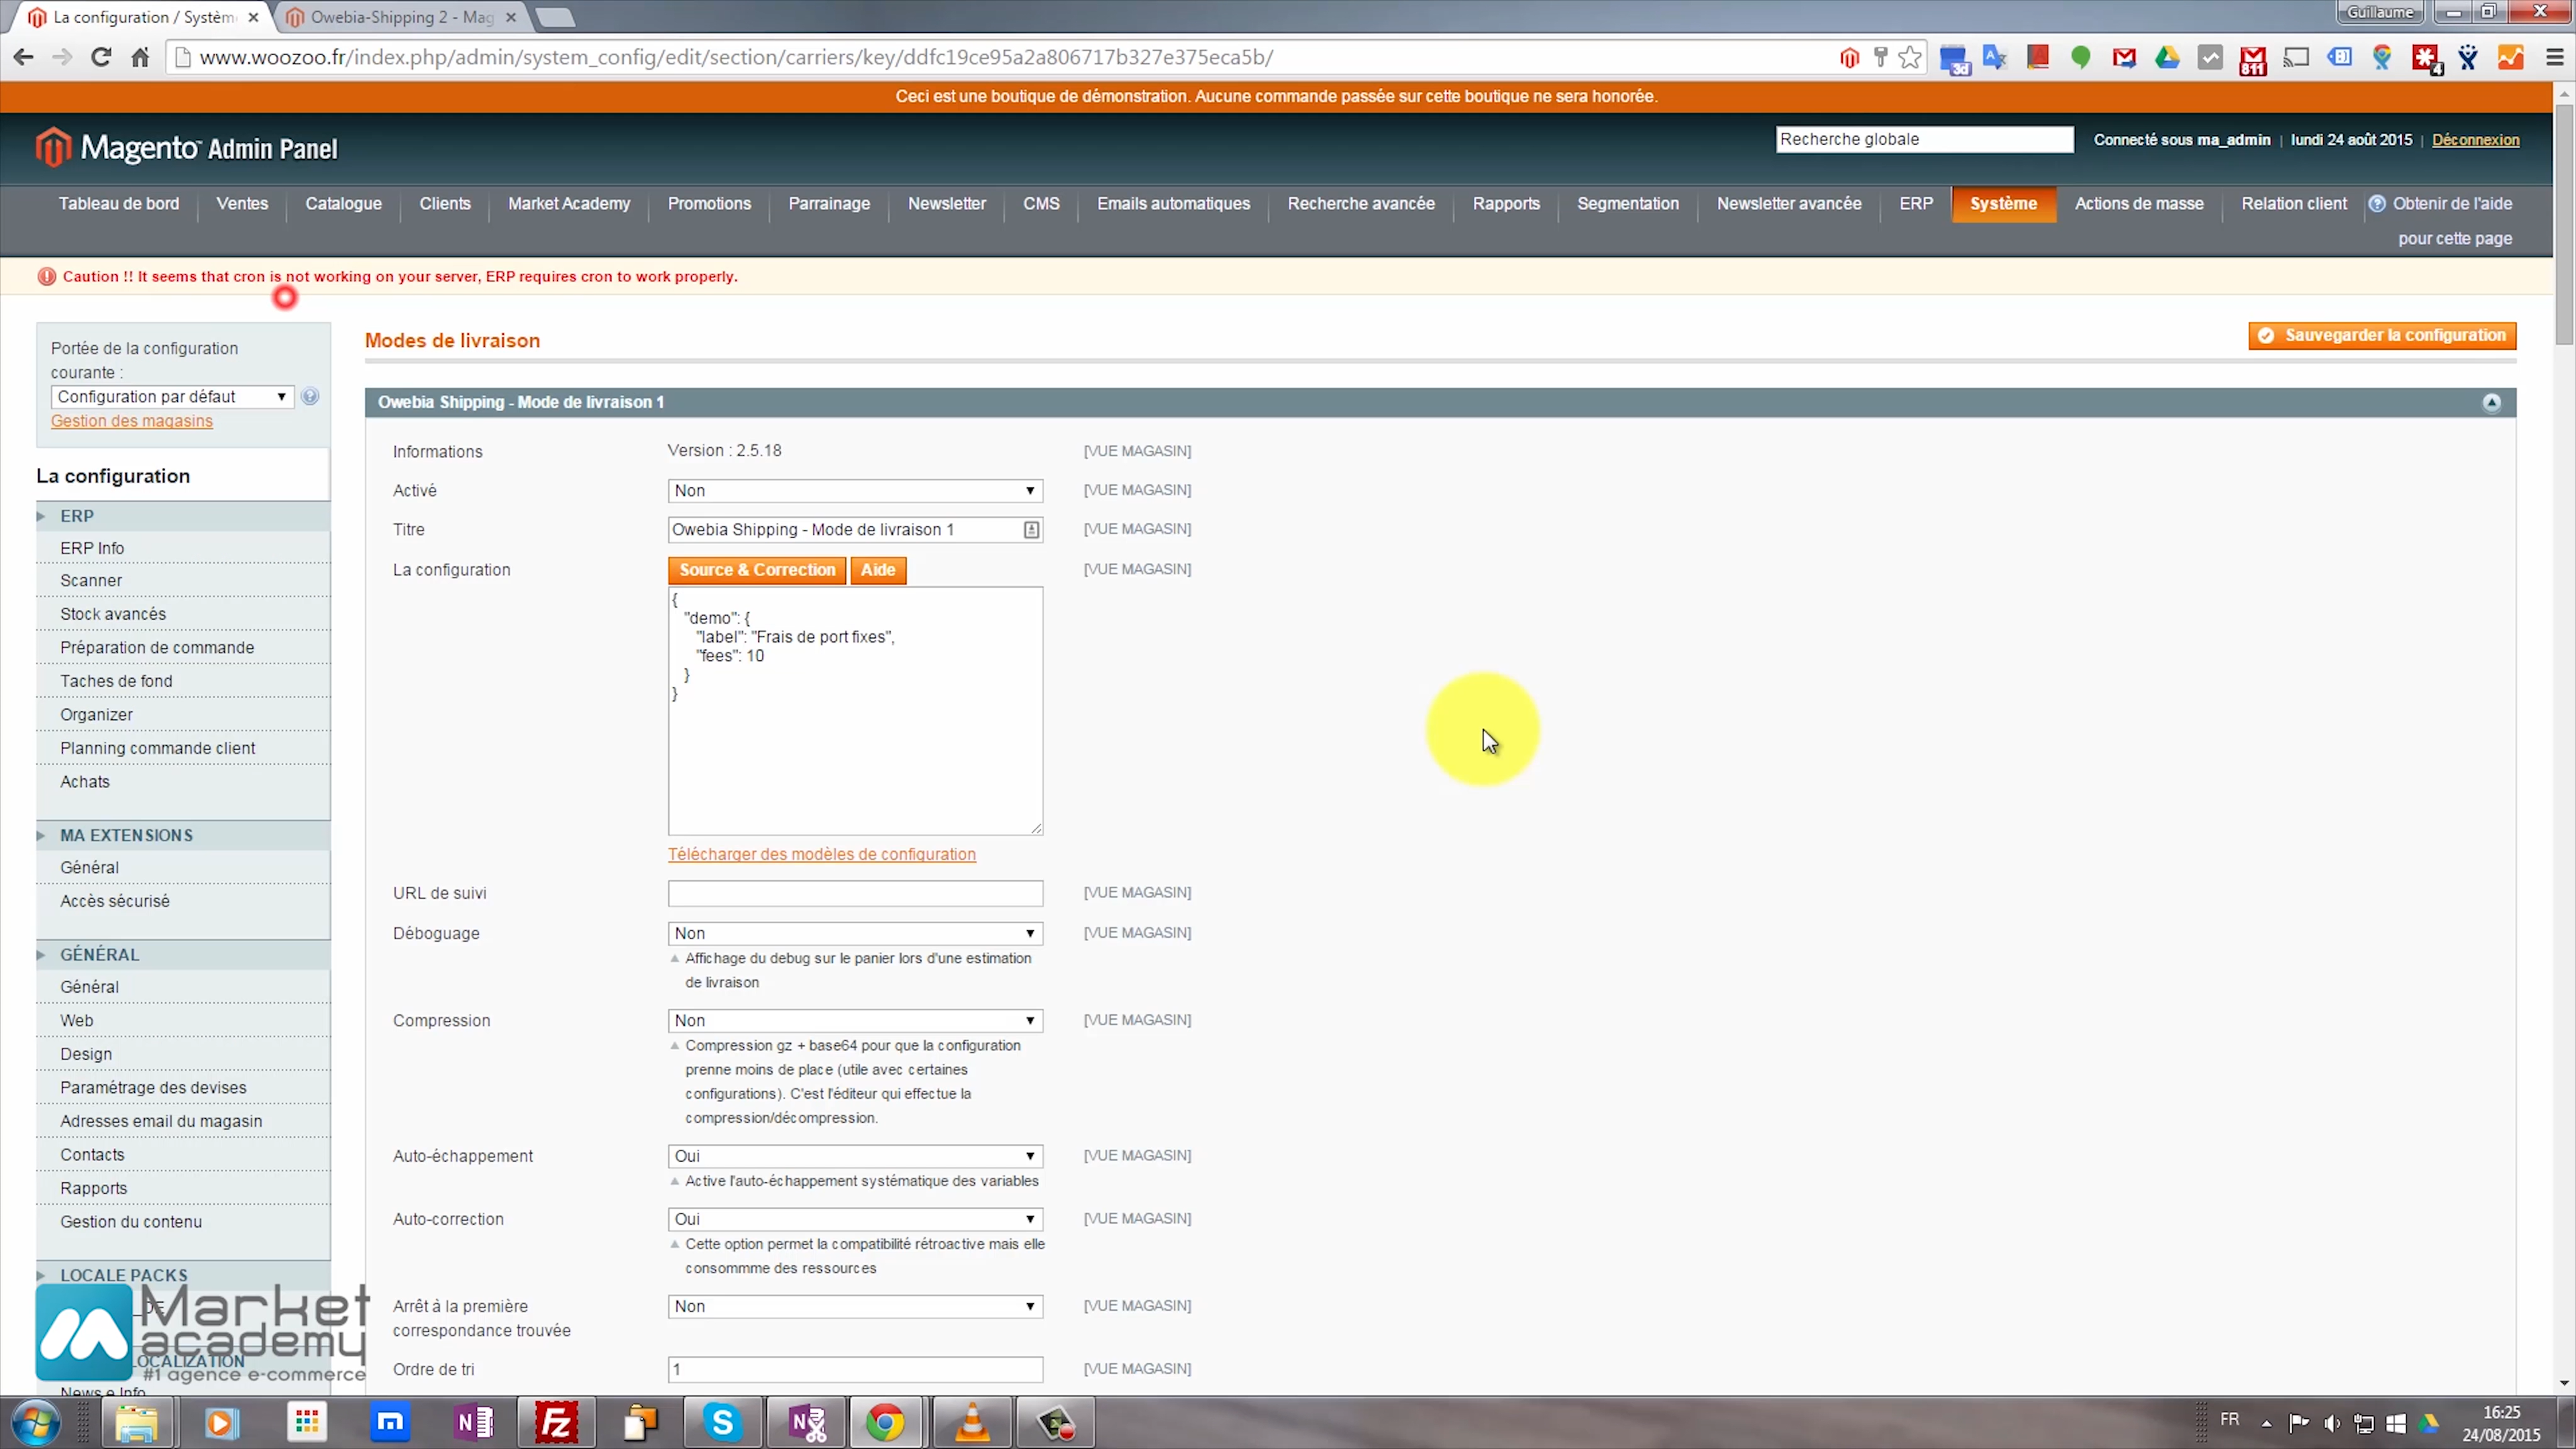 La configuration / Systèm
Owebia-Shipping 2 - Mag
Guillaume
www.woozoo.fr/index.php/admin/system_config/edit/section/carriers/key/ddfc19ce95a2a806717b327e375eca5b/
Ceci est une boutique de démonstration. Aucune commande passée sur cette boutique ne sera honorée.
Magento Admin Panel
Recherche globale
Connecté sous ma_admin | lundi 24 août 2015 | Déconnexion
Tableau de bord
Ventes
Catalogue
Clients
Market Academy
Promotions
Parrainage
Newsletter
CMS
Emails automatiques
Recherche avancée
Rapports
Segmentation
Newsletter avancée
ERP
Système
Actions de masse
Relation client
Obtenir de l'aide
pour cette page
Caution !! It seems that cron is not working on your server, ERP requires cron to work properly.
Portée de la configuration
courante :
Configuration par défaut
Gestion des magasins
La configuration
ERP
ERP Info
Scanner
Stock avancés
Préparation de commande
Taches de fond
Organizer
Planning commande client
Achats
MA EXTENSIONS
Général
Accès sécurisé
GÉNÉRAL
Général
Web
Design
Paramétrage des devises
Adresses email du magasin
Contacts
Rapports
Gestion du contenu
LOCALE PACKS
DE
LOCALIZATION
News e Info
Market
academy
#1 agence e-commerce
Modes de livraison
Sauvegarder la configuration
Owebia Shipping - Mode de livraison 1
Informations
Version : 2.5.18
[VUE MAGASIN]
Activé
Non
[VUE MAGASIN]
Titre
Owebia Shipping - Mode de livraison 1
[VUE MAGASIN]
La configuration
Source & Correction
Aide
[VUE MAGASIN]
{
"demo": {
"label": "Frais de port fixes",
"fees": 10
}
}
Télécharger des modèles de configuration
URL de suivi
[VUE MAGASIN]
Déboguage
Non
[VUE MAGASIN]
Affichage du debug sur le panier lors d'une estimation
de livraison
Compression
Non
[VUE MAGASIN]
Compression gz + base64 pour que la configuration
prenne moins de place (utile avec certaines
configurations). C'est l'éditeur qui effectue la
compression/décompression.
Auto-échappement
Oui
[VUE MAGASIN]
Active l'auto-échappement systématique des variables
Auto-correction
Oui
[VUE MAGASIN]
Cette option permet la compatibilité rétroactive mais elle
consommme des ressources
Arrêt à la première
correspondance trouvée
Non
[VUE MAGASIN]
Ordre de tri
1
[VUE MAGASIN]
FR
16:25
24/08/2015